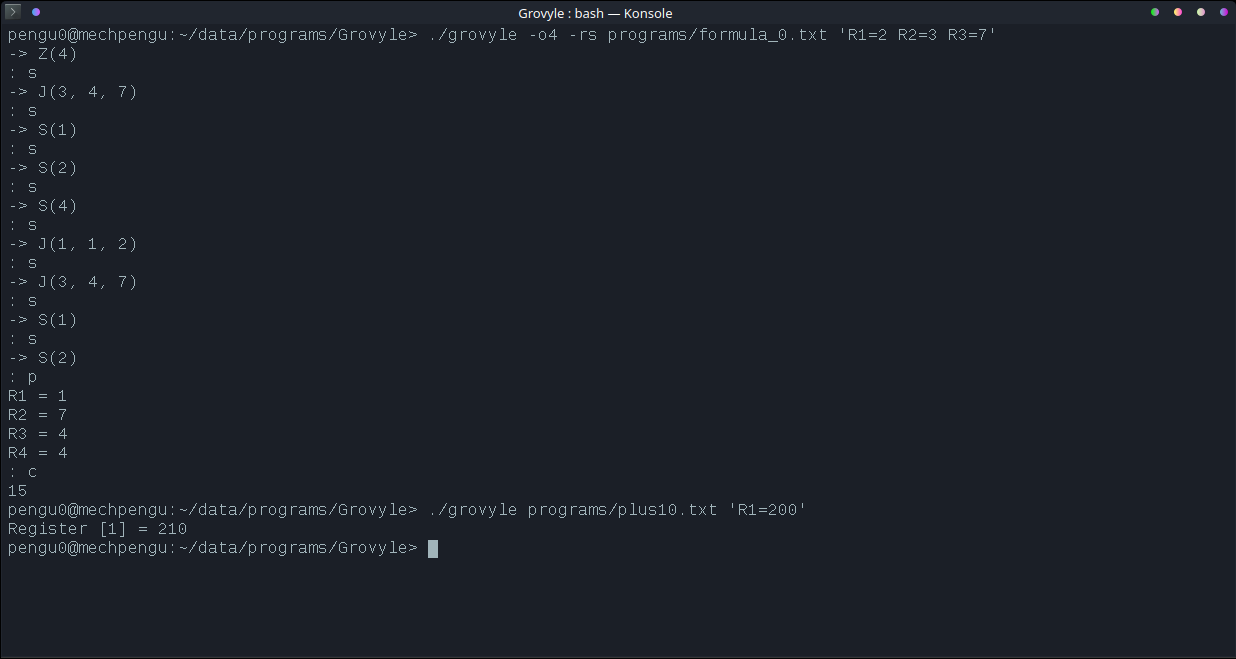 Grovyle : bash — Konsole
pengu0@mechpengu:~/data/programs/Grovyle> ./grovyle -o4 -rs programs/formula_0.txt 'R1=2 R2=3 R3=7'
-> Z(4)
: s
-> J(3, 4, 7)
: s
-> S(1)
: s
-> S(2)
: s
-> S(4)
: s
-> J(1, 1, 2)
: s
-> J(3, 4, 7)
: s
-> S(1)
: s
-> S(2)
: p
R1 = 1
R2 = 7
R3 = 4
R4 = 4
: c
15
pengu0@mechpengu:~/data/programs/Grovyle> ./grovyle programs/plus10.txt 'R1=200'
Register [1] = 210
pengu0@mechpengu:~/data/programs/Grovyle>